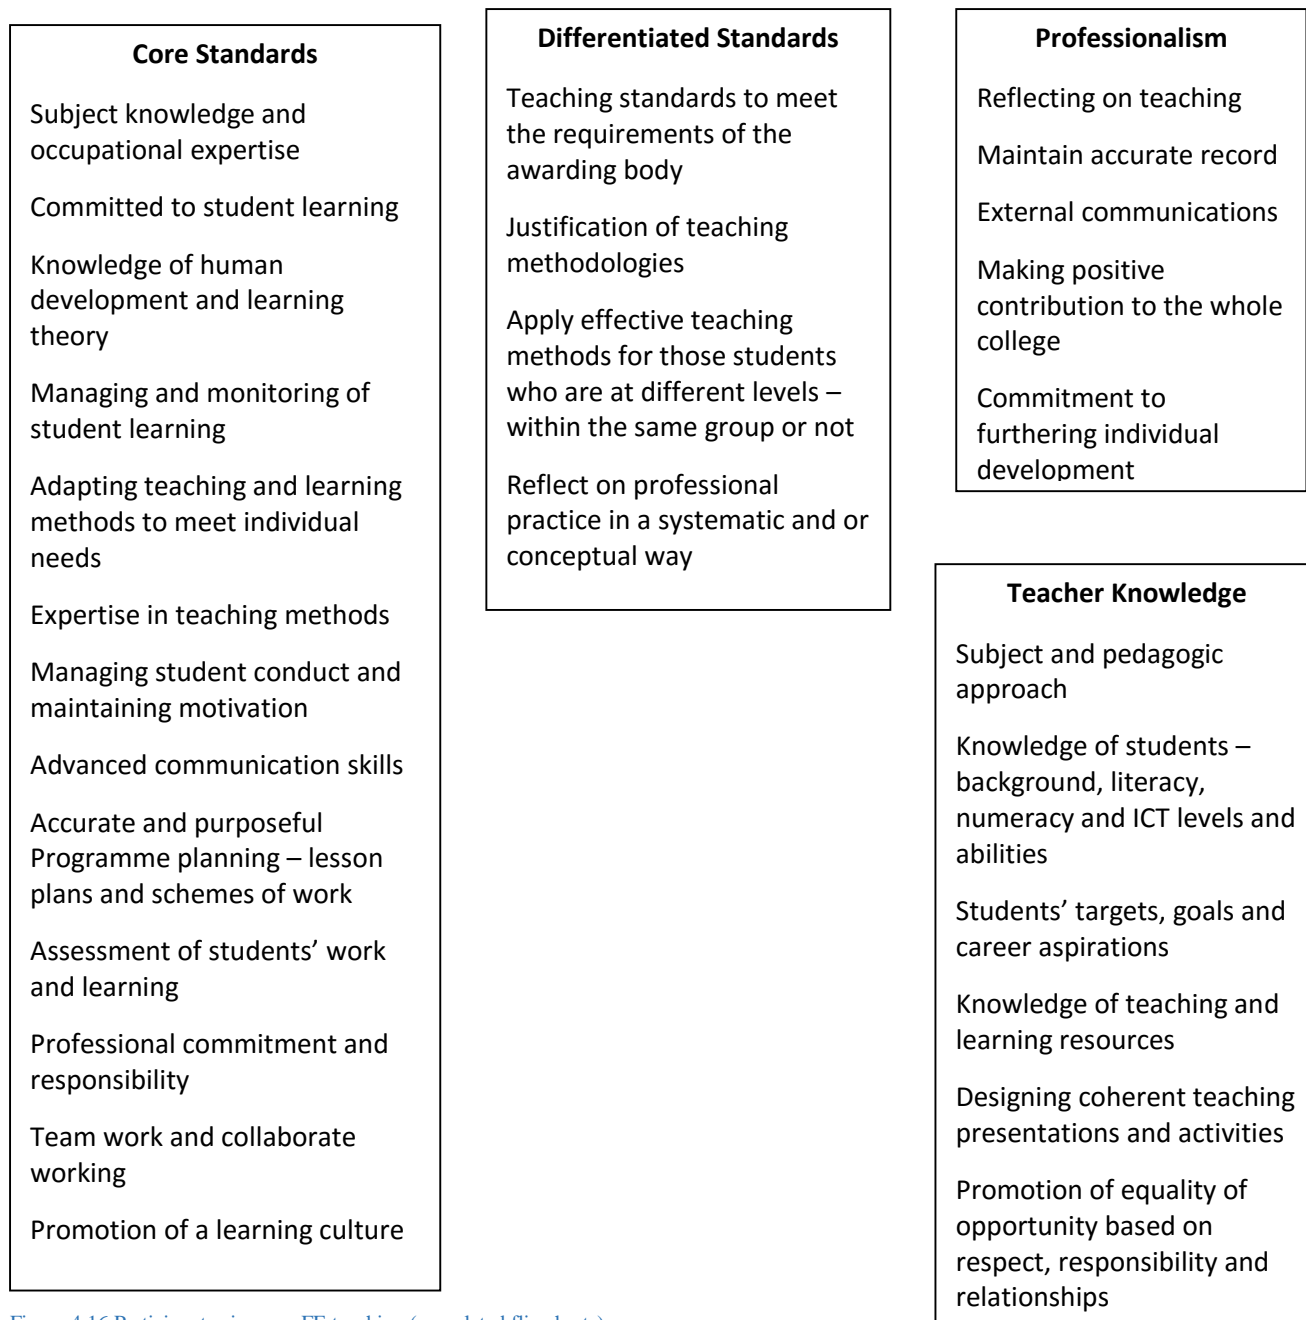 Core Standards
Subject knowledge and
occupational expertise
Committed to student learning
Knowledge of human
development and learning
theory
Managing and monitoring of
student learning
Adapting teaching and learning
methods to meet individual
needs
Expertise in teaching methods
Managing student conduct and
maintaining motivation
Advanced communication skills
Accurate and purposeful
Programme planning – lesson
plans and schemes of work
Assessment of students’ work
and learning
Professional commitment and
responsibility
Team work and collaborate
working
Promotion of a learning culture
Differentiated Standards
Teaching standards to meet
the requirements of the
awarding body
Justification of teaching
methodologies
Apply effective teaching
methods for those students
who are at different levels –
within the same group or not
Reflect on professional
practice in a systematic and or
conceptual way
Professionalism
Reflecting on teaching
Maintain accurate record
External communications
Making positive
contribution to the whole
college
Commitment to
furthering individual
development
Teacher Knowledge
Subject and pedagogic
approach
Knowledge of students –
background, literacy,
numeracy and ICT levels and
abilities
Students’ targets, goals and
career aspirations
Knowledge of teaching and
learning resources
Designing coherent teaching
presentations and activities
Promotion of equality of
opportunity based on
respect, responsibility and
relationships